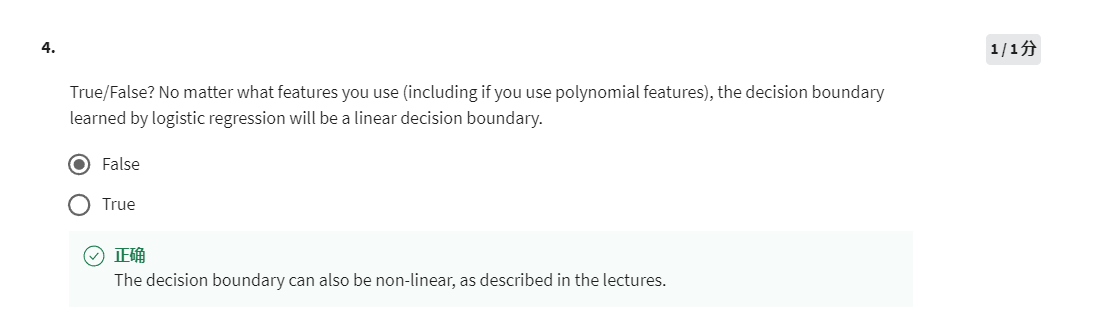 4.
1 / 1 分
True/False? No matter what features you use (including if you use polynomial features), the decision boundary
learned by logistic regression will be a linear decision boundary.
False
True
正确
The decision boundary can also be non-linear, as described in the lectures.